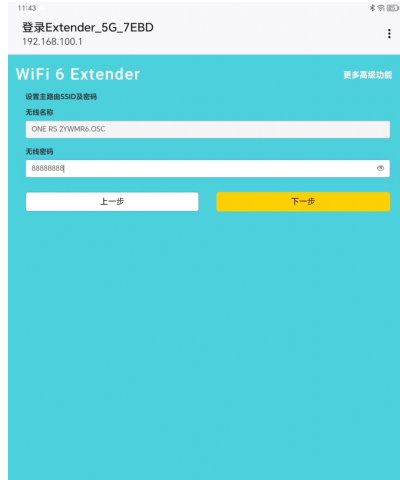 11:43
登录Extender_5G_7EBD
192.168.100.1
WiFi 6 Extender
更多高级功能
设置主路由SSID及密码
无线名称
ONE RS 2YWMR6.OSC
无线密码
88888888
上一步
下一步